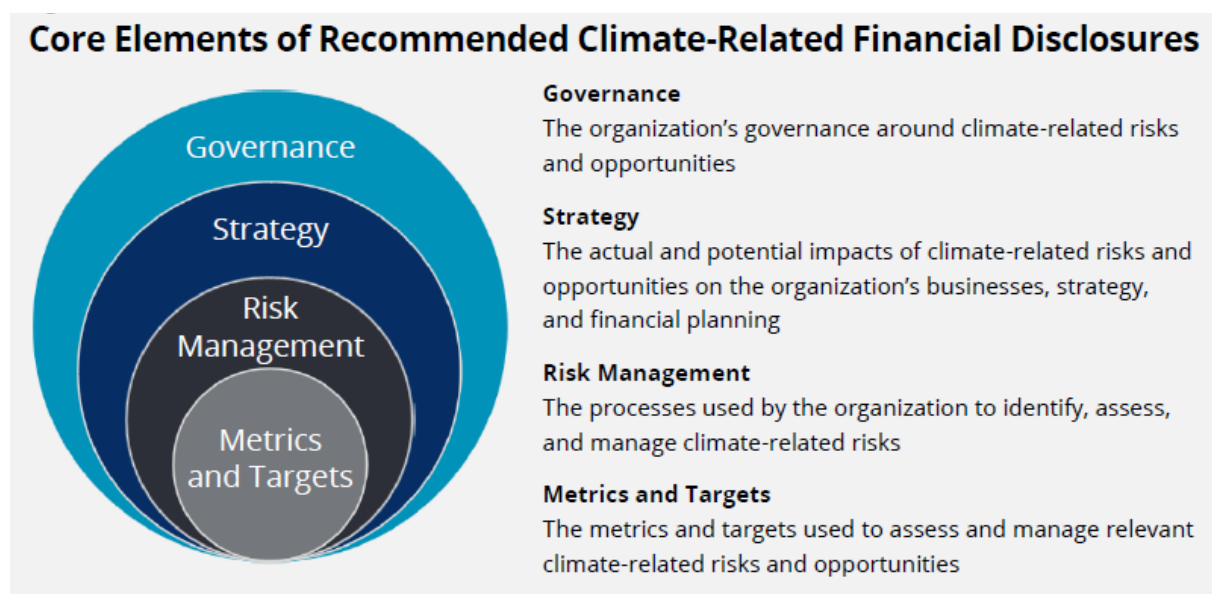 Core Elements of Recommended Climate-Related Financial Disclosures
Governance
Strategy
Risk
Management
Metrics
and Targets
Governance
The organization’s governance around climate-related risks
and opportunities
Strategy
The actual and potential impacts of climate-related risks and
opportunities on the organization’s businesses, strategy,
and financial planning
Risk Management
The processes used by the organization to identify, assess,
and manage climate-related risks
Metrics and Targets
The metrics and targets used to assess and manage relevant
climate-related risks and opportunities